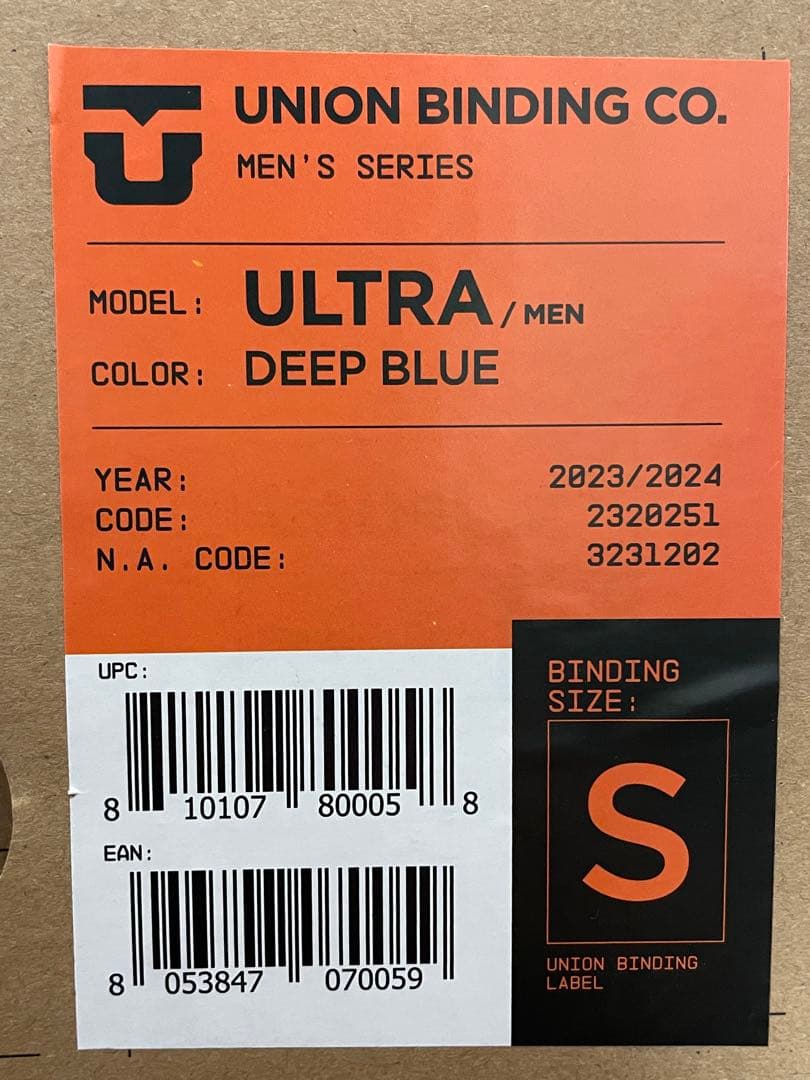 UNION BINDING CO.
MEN'S SERIES
MODEL: ULTRA / MEN
COLOR: DEEP BLUE
YEAR: 2023/2024
CODE: 2320251
N.A. CODE: 3231202
UPC:
8 10107 80005 8
EAN:
8 053847 070059
BINDING
SIZE:
S
UNION BINDING
LABEL